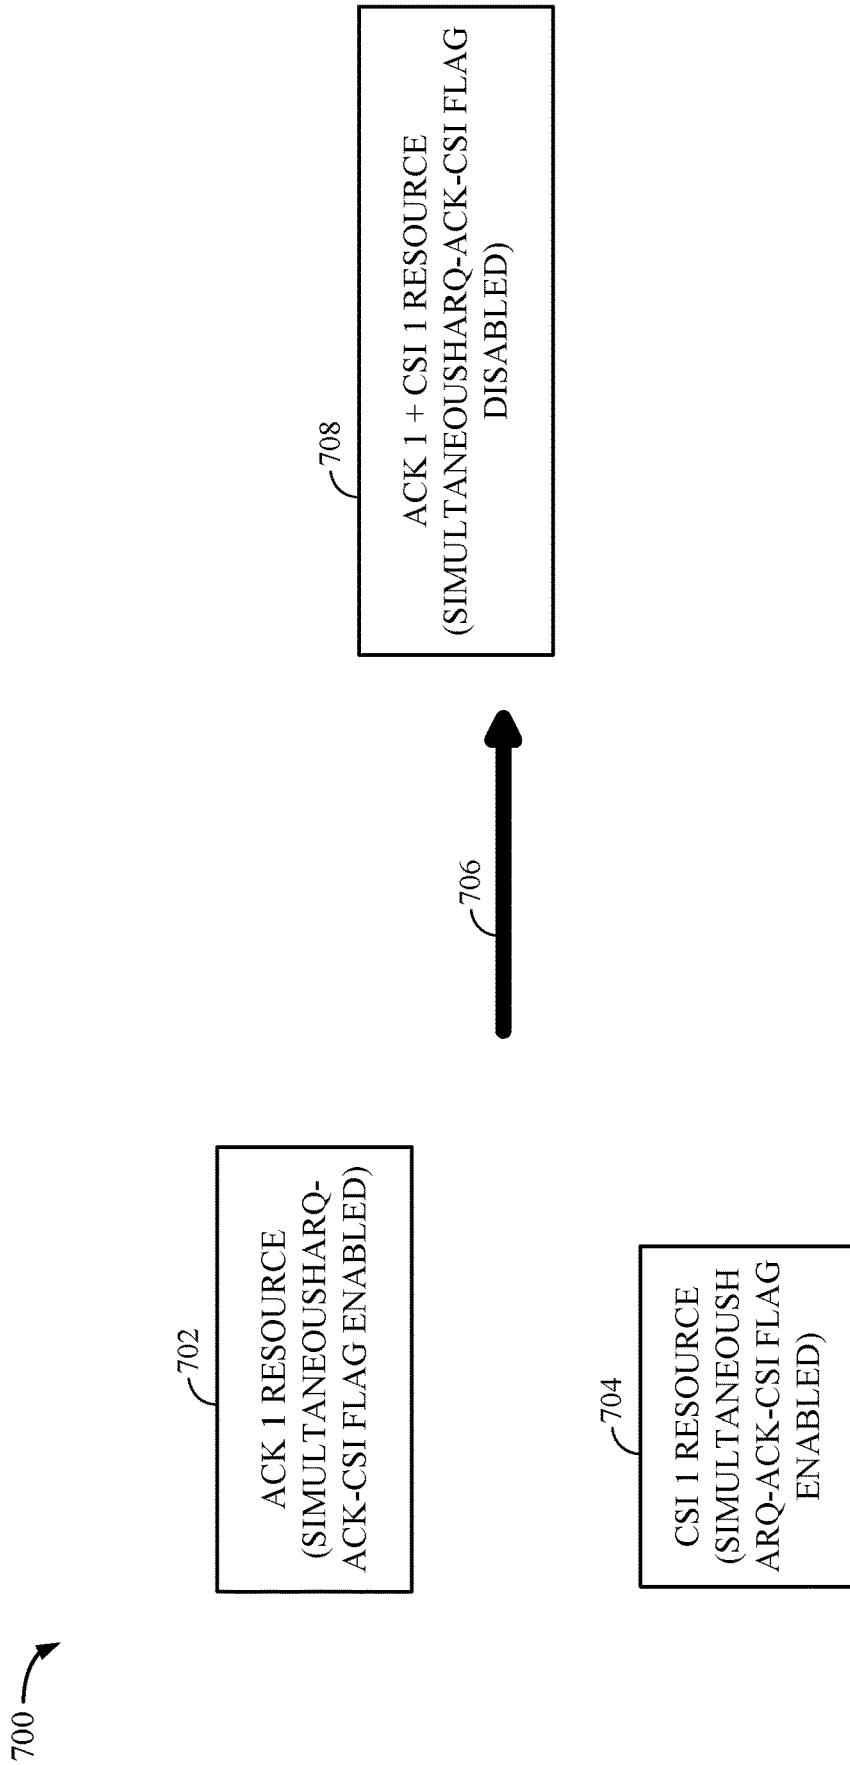 700
702
ACK 1 RESOURCE
(SIMULTANEOUSHARQ-
ACK-CSI FLAG ENABLED)
704
CSI 1 RESOURCE
(SIMULTANEOUSH
ARQ-ACK-CSI FLAG
ENABLED)
706
708
ACK 1 + CSI 1 RESOURCE
(SIMULTANEOUSHARQ-ACK-CSI FLAG
DISABLED)